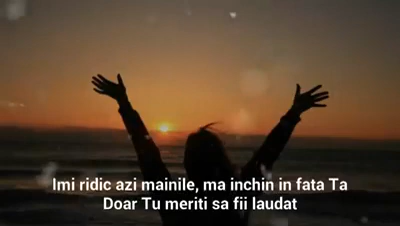 Imi ridic azi mainile, ma inchin in fata Ta
Doar Tu meriti sa fii laudat